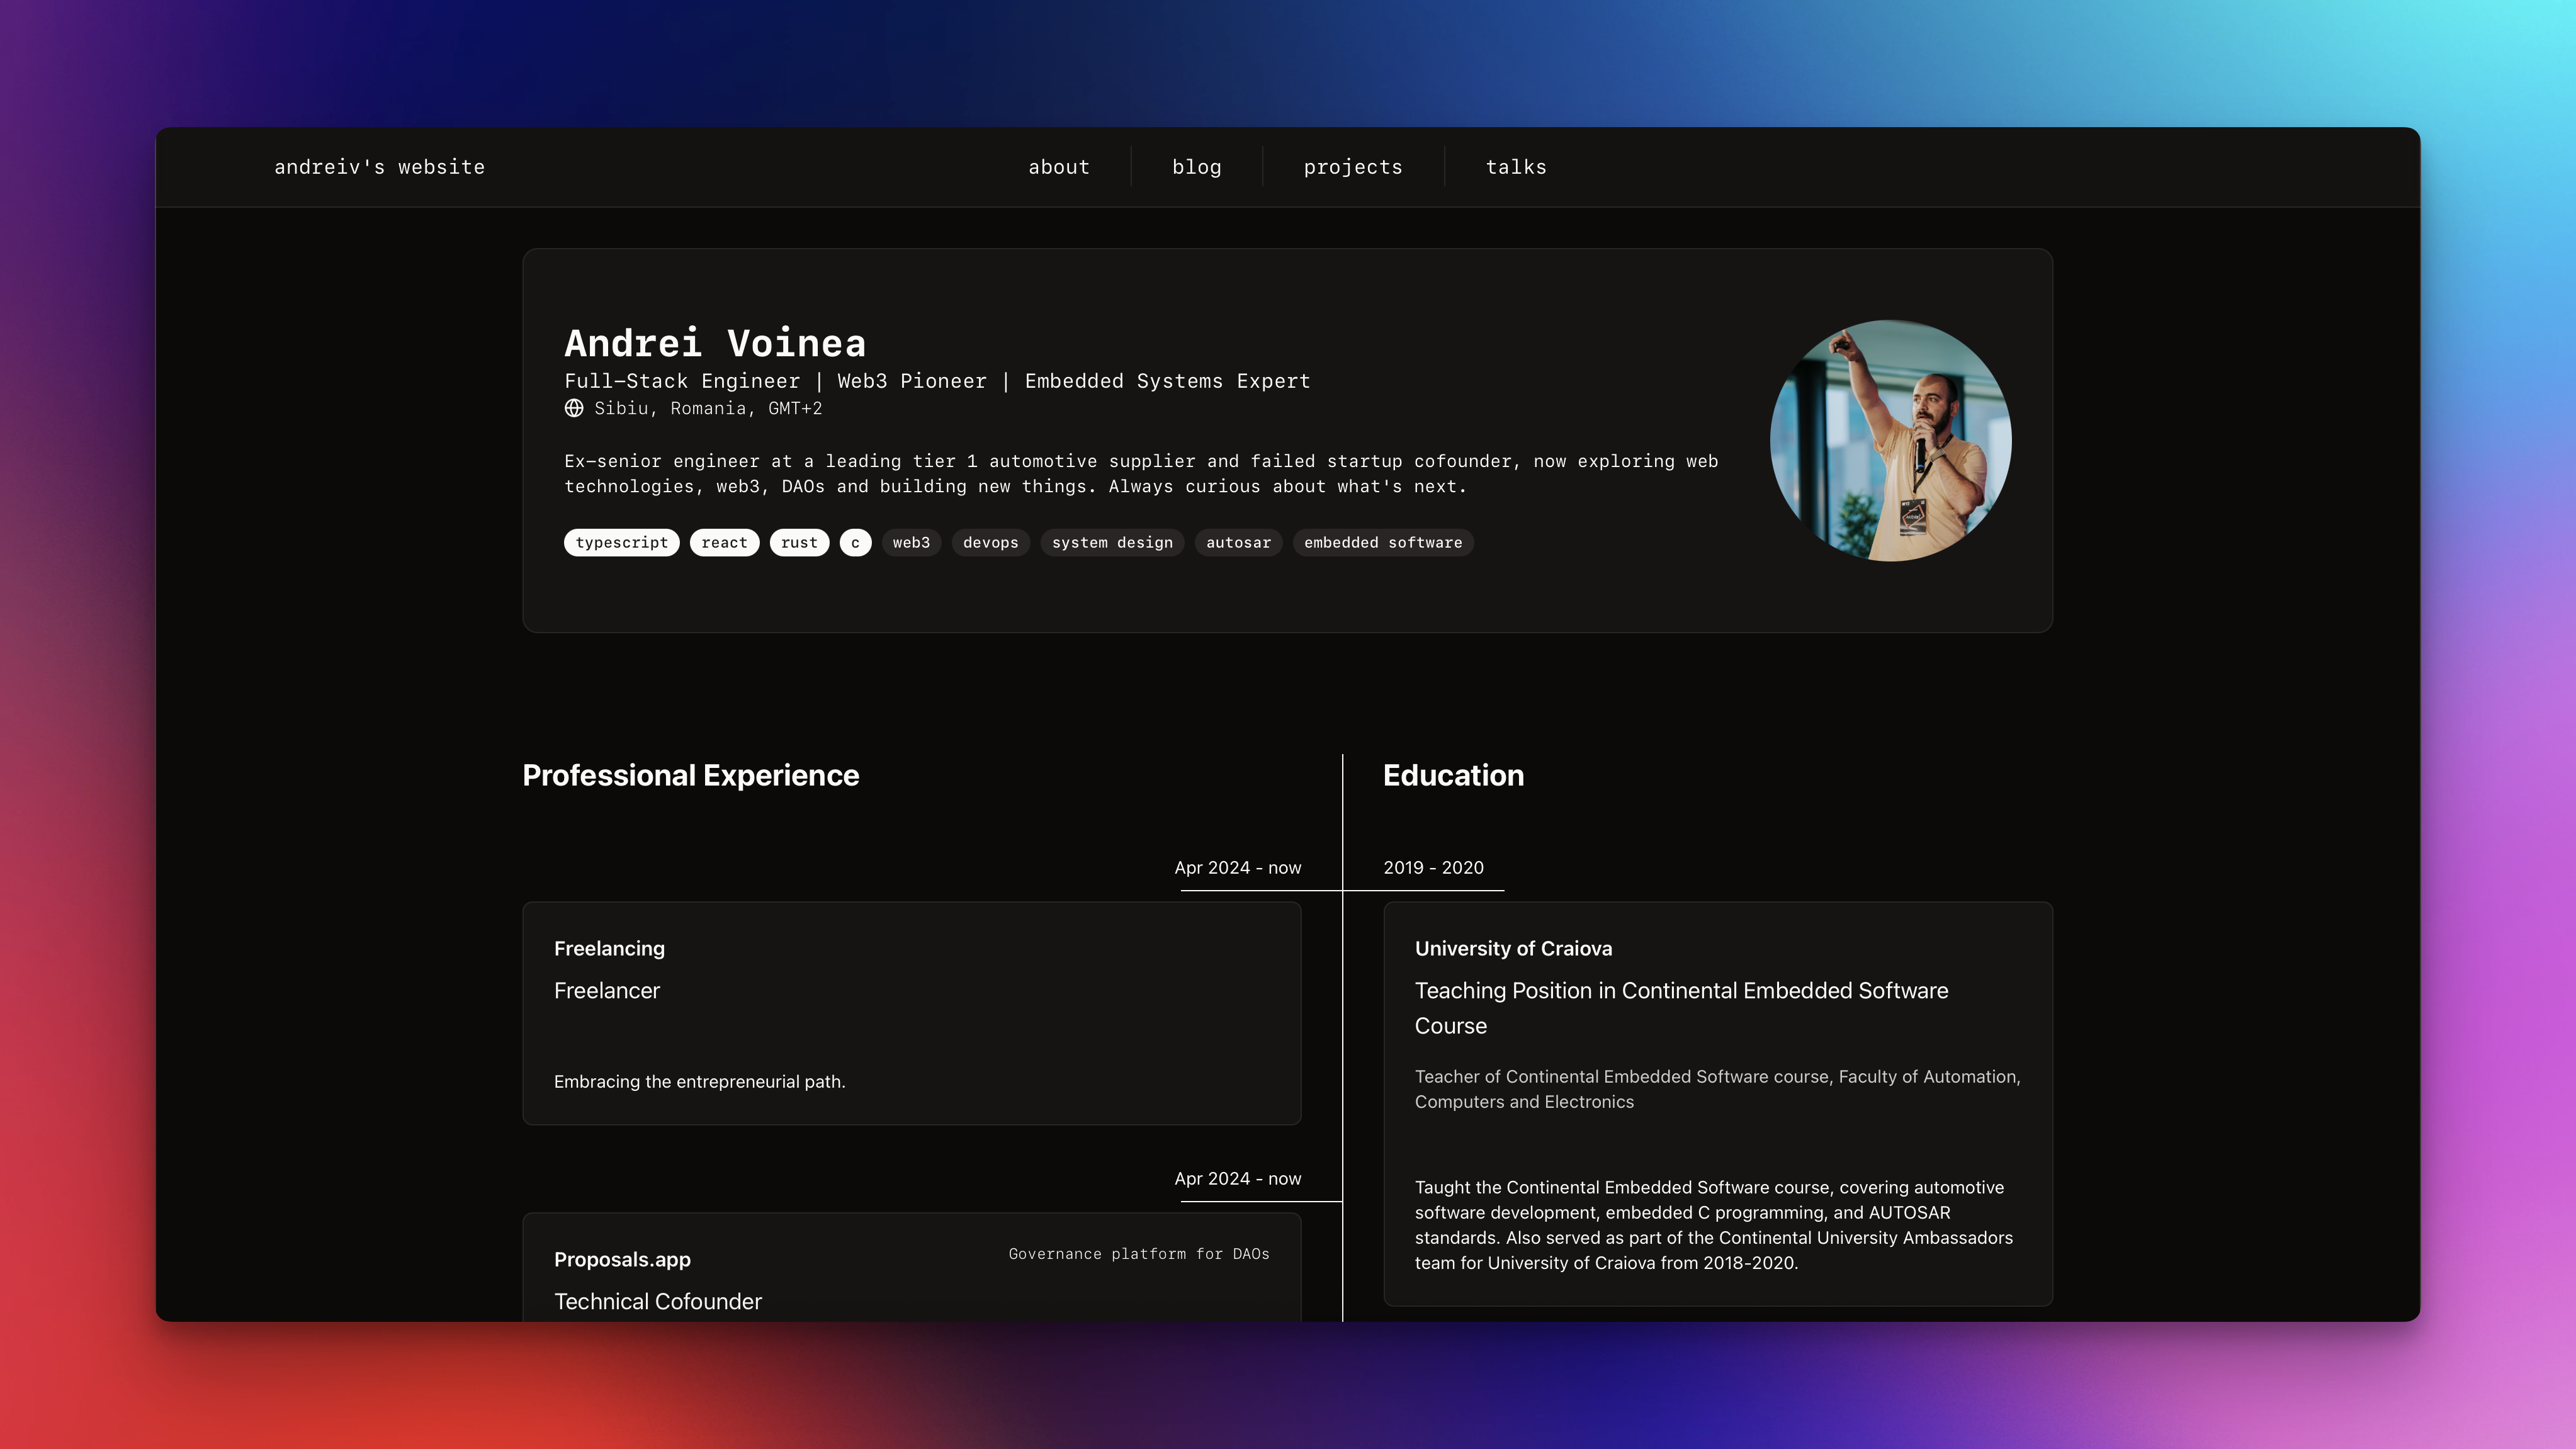 andreiv's website
about
blog
projects
talks
Andrei Voinea
Full-Stack Engineer | Web3 Pioneer | Embedded Systems Expert
Sibiu, Romania, GMT+2
Ex-senior engineer at a leading tier 1 automotive supplier and failed startup cofounder, now exploring web
technologies, web3, DAOs and building new things. Always curious about what's next.
typescript
react
rust
c
web3
devops
system design
autosar
embedded software
Professional Experience
Apr 2024 - now
Freelancing
Freelancer
Embracing the entrepreneurial path.
Apr 2024 - now
Proposals.app
Governance platform for DAOs
Technical Cofounder
Education
2019 - 2020
University of Craiova
Teaching Position in Continental Embedded Software
Course
Teacher of Continental Embedded Software course, Faculty of Automation,
Computers and Electronics
Taught the Continental Embedded Software course, covering automotive
software development, embedded C programming, and AUTOSAR
standards. Also served as part of the Continental University Ambassadors
team for University of Craiova from 2018-2020.